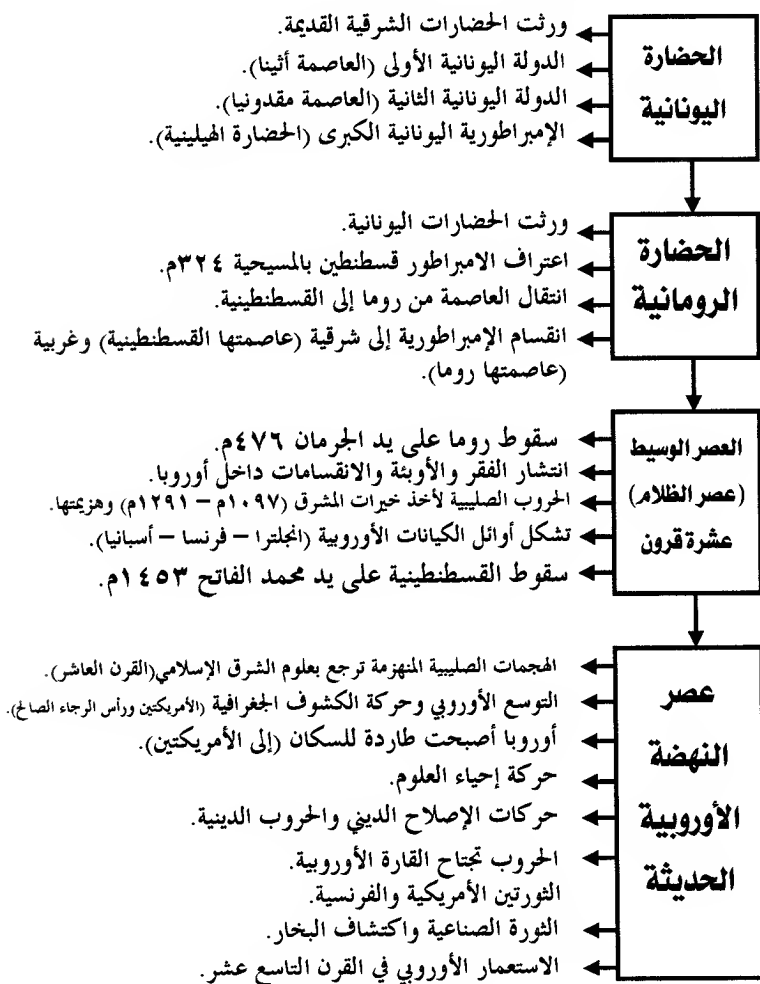 الحضارة
اليونانية
ورثت الحضارات الشرقية القديمة.
الدولة اليونانية الأولى (العاصمة أثينا).
الدولة اليونانية الثانية (العاصمة مقدونيا).
الإمبراطورية اليونانية الكبرى (الحضارة الهيلينية).
الحضارة
الرومانية
ورثت الحضارات اليونانية.
اعتراف الامبراطور قسطنطين بالمسيحية ٣٢٤م.
انتقال العاصمة من روما إلى القسطنطينية.
انقسام الإمبراطورية إلى شرقية (عاصمتها القسطنطينية) وغربية
(عاصمتها روما).
العصر الوسيط
(عصر الظلام)
عشرة قرون
سقوط روما على يد الجرمان ٤٧٦م.
انتشار الفقر والأوبئة والانقسامات داخل أوروبا.
الحروب الصليبية لأخذ خيرات المشرق (١٠٩٧م – ١٢٩١م) وهزيمتها.
تشكل أوائل الكيانات الأوروبية (انجلترا – فرنسا – أسبانيا).
سقوط القسطنطينية على يد محمد الفاتح ١٤٥٣م.
عصر
النهضة
الأوروبية
الحديثة
الهجمات الصليبية المنهزمة ترجع بعلوم الشرق الإسلامي(القرن العاشر).
التوسع الأوروبي وحركة الكشوف الجغرافية (الأمريكتين ورأس الرجاء الصالح).
أوروبا أصبحت طاردة للسكان (إلى الأمريكتين).
حركة إحياء العلوم.
حركات الإصلاح الديني والحروب الدينية.
الحروب تجتاح القارة الأوروبية.
الثورتين الأمريكية والفرنسية.
الثورة الصناعية واكتشاف البخار.
الاستعمار الأوروبي في القرن التاسع عشر.